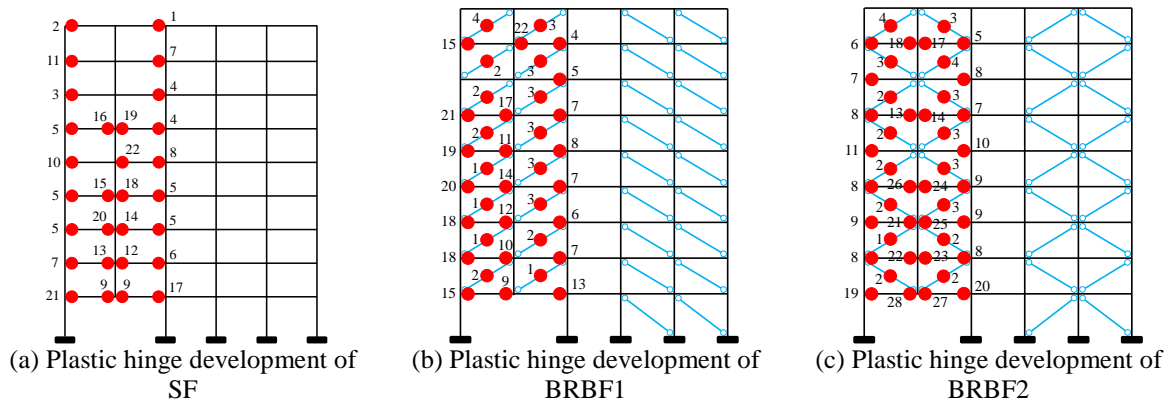 2 1
11 7
3 4
5 16 19 4
10 22 8
5 15 18 5
5 20 14 5
7 13 12 6
21 9 9 17
4 3
15 22 4
2 3
5
2 3
21 17 7
2 3
19 11 8
1 3
20 14 7
1 3
18 12 6
1 2
18 10 7
2 1
15 9 13
4 3
6 18 17 5
3 4
7 8
2 3
8 13 14 7
2 3
11 10
1 3
8 26 24 9
2 3
9 21 25 9
1 2
8 22 23 8
2 2
19 28 27 20
(a) Plastic hinge development of
SF
(b) Plastic hinge development of
BRBF1
(c) Plastic hinge development of
BRBF2